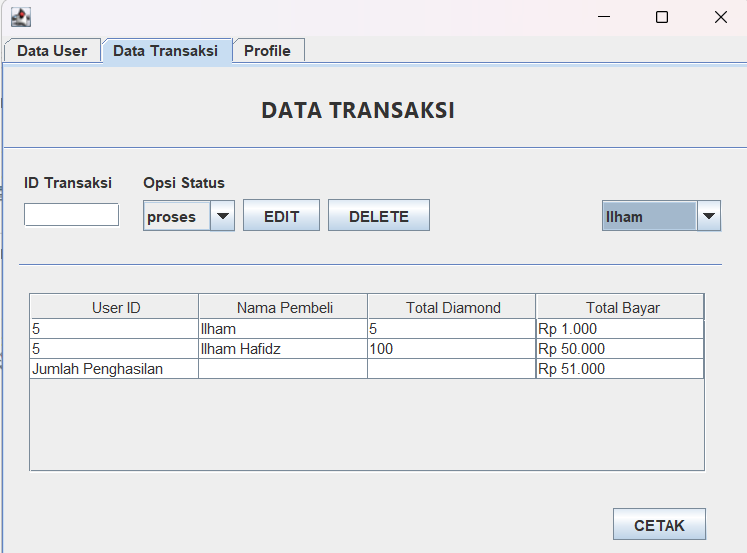 Data User Data Transaksi Profile
DATA TRANSAKSI
ID Transaksi Opsi Status
proses EDIT DELETE Ilham
User ID Nama Pembeli Total Diamond Total Bayar
5 Ilham 5 Rp 1.000
5 Ilham Hafidz 100 Rp 50.000
Jumlah Penghasilan Rp 51.000
CETAK